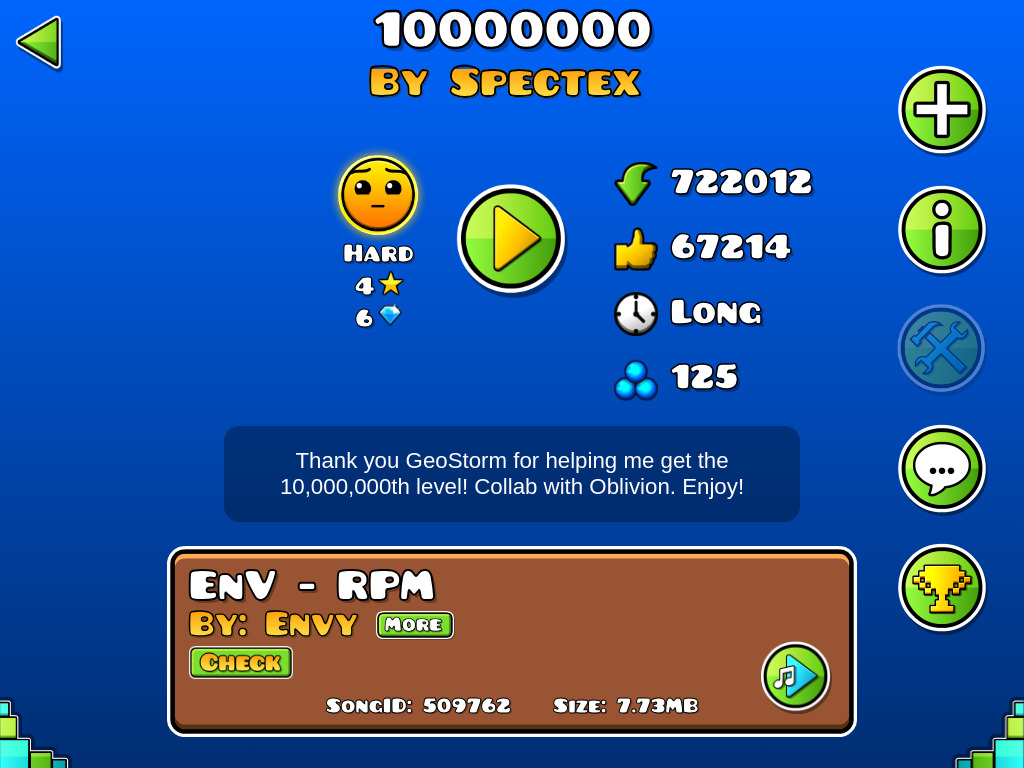 10000000
By Spectex
Hard
4
6
722012
67214
Long
125
Thank you GeoStorm for helping me get the
10,000,000th level! Collab with Oblivion. Enjoy!
EnV - RPM
By: Envy More
Check
SongID: 509762 Size: 7.73MB